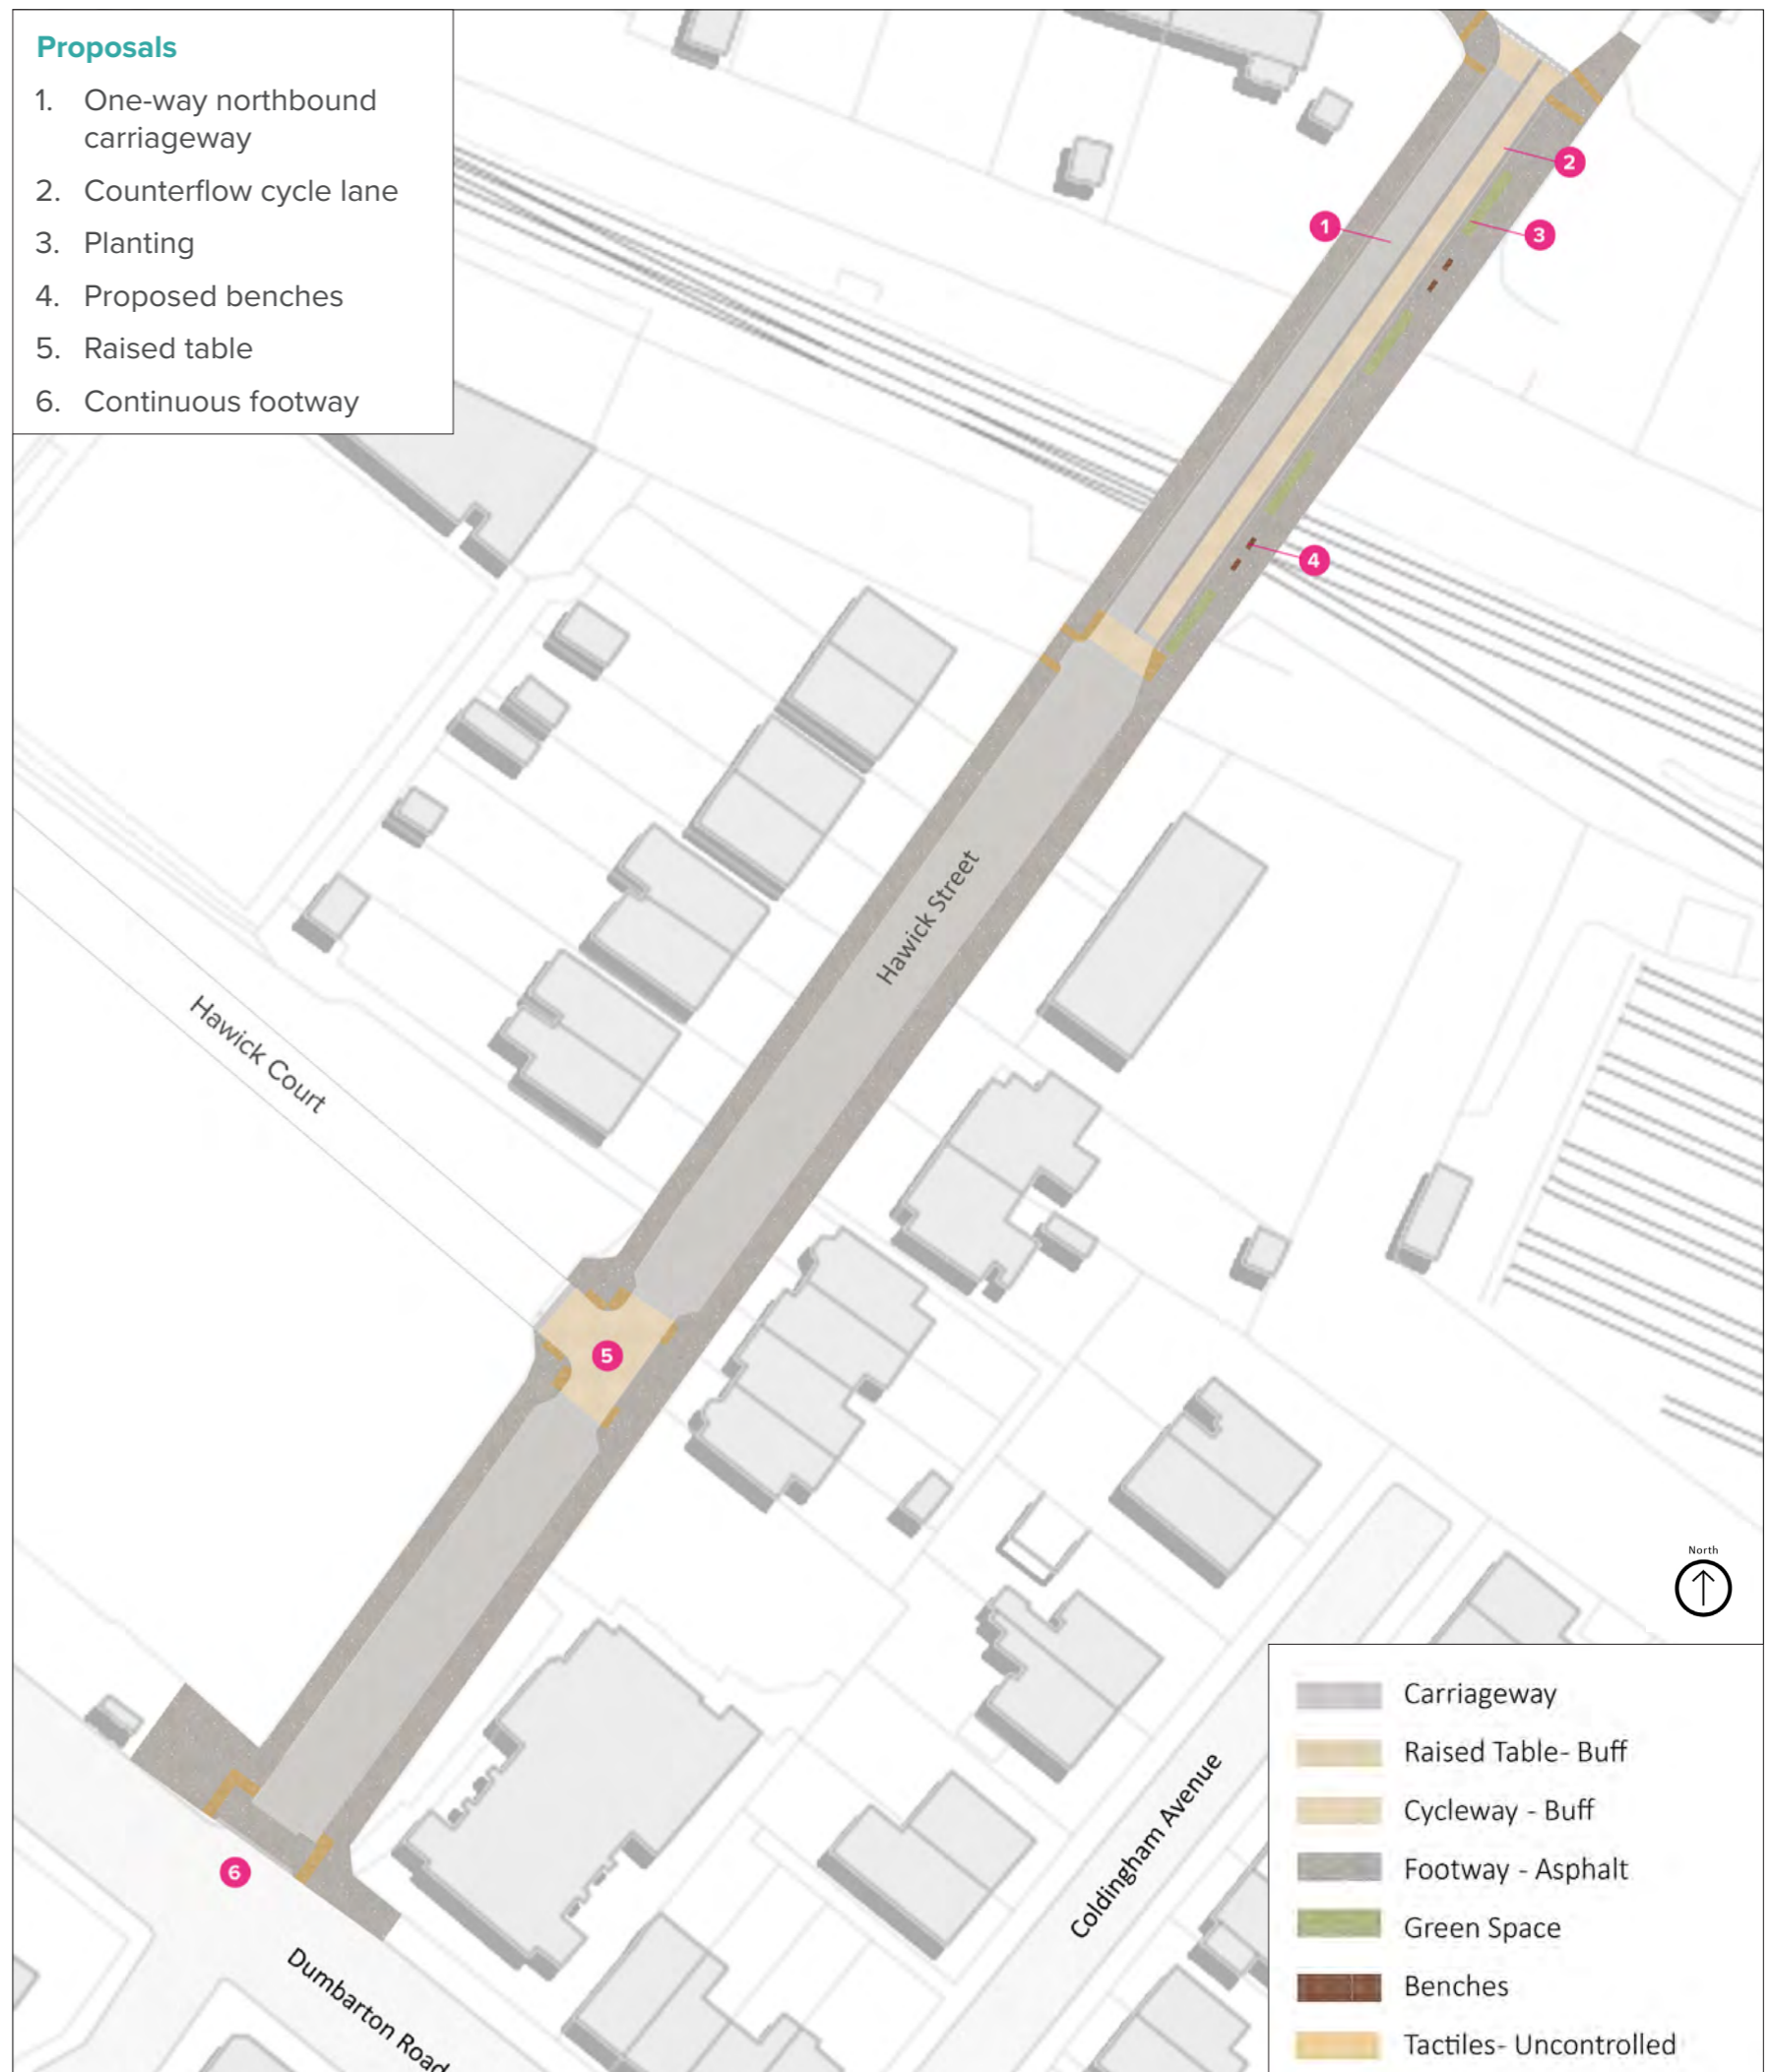 Proposals
1. One-way northbound
carriageway
2. Counterflow cycle lane
3. Planting
4. Proposed benches
5. Raised table
6. Continuous footway
2
1
3
4
Hawick Street
Hawick Court
5
North
6
Coldingham Avenue
Dumbarton Road
Carriageway
Raised Table- Buff
Cycleway - Buff
Footway - Asphalt
Green Space
Benches
Tactiles- Uncontrolled